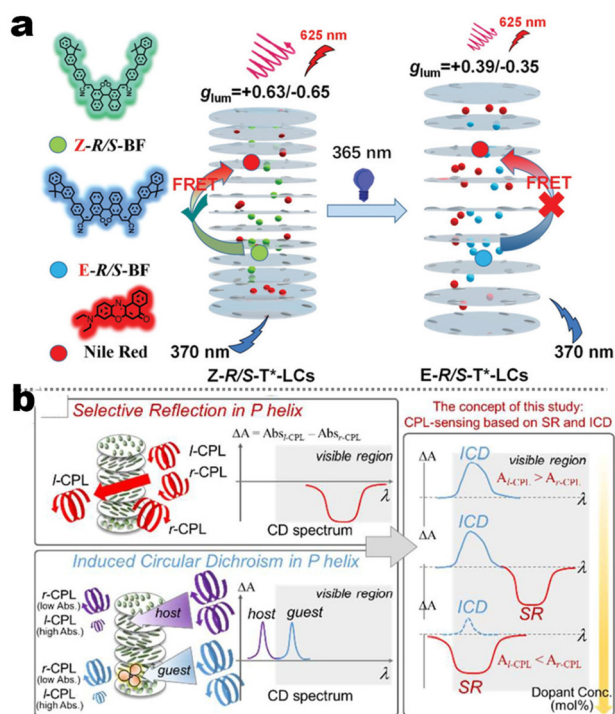 a
625 nm
g_lum=+0.63/-0.65
625 nm
g_lum=+0.39/-0.35
Z-R/S-BF
365 nm
FRET
FRET
E-R/S-BF
Nile Red
370 nm
370 nm
Z-R/S-T*-LCs
E-R/S-T*-LCs
b
Selective Reflection in P helix
l-CPL
l-CPL
r-CPL
r-CPL
ΔA = Abs_l-CPL – Abs_r-CPL
visible region
λ
CD spectrum
Induced Circular Dichroism in P helix
r-CPL
(low Abs.)
l-CPL
(high Abs.)
host
r-CPL
(low Abs.)
l-CPL
(high Abs.)
guest
ΔA
visible region
host
guest
λ
CD spectrum
The concept of this study:
CPL-sensing based on SR and ICD
ΔA
ICD
visible region
A_l-CPL > A_r-CPL
λ
ΔA
ICD
λ
SR
ΔA
ICD
λ
A_l-CPL < A_r-CPL
SR
Dopant Conc.
(mol%)